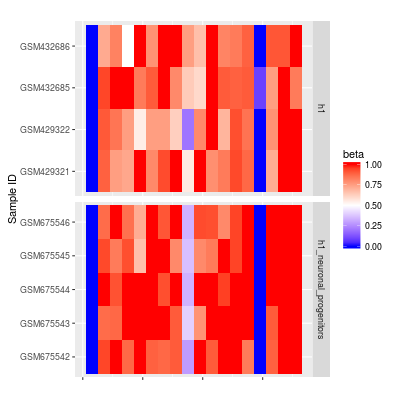 GSM432686
GSM432685
GSM429322
GSM429321
h1
GSM675546
GSM675545
GSM675544
GSM675543
GSM675542
h1_neuronal_progenitors
Sample ID
beta
1.00
0.75
0.50
0.25
0.00